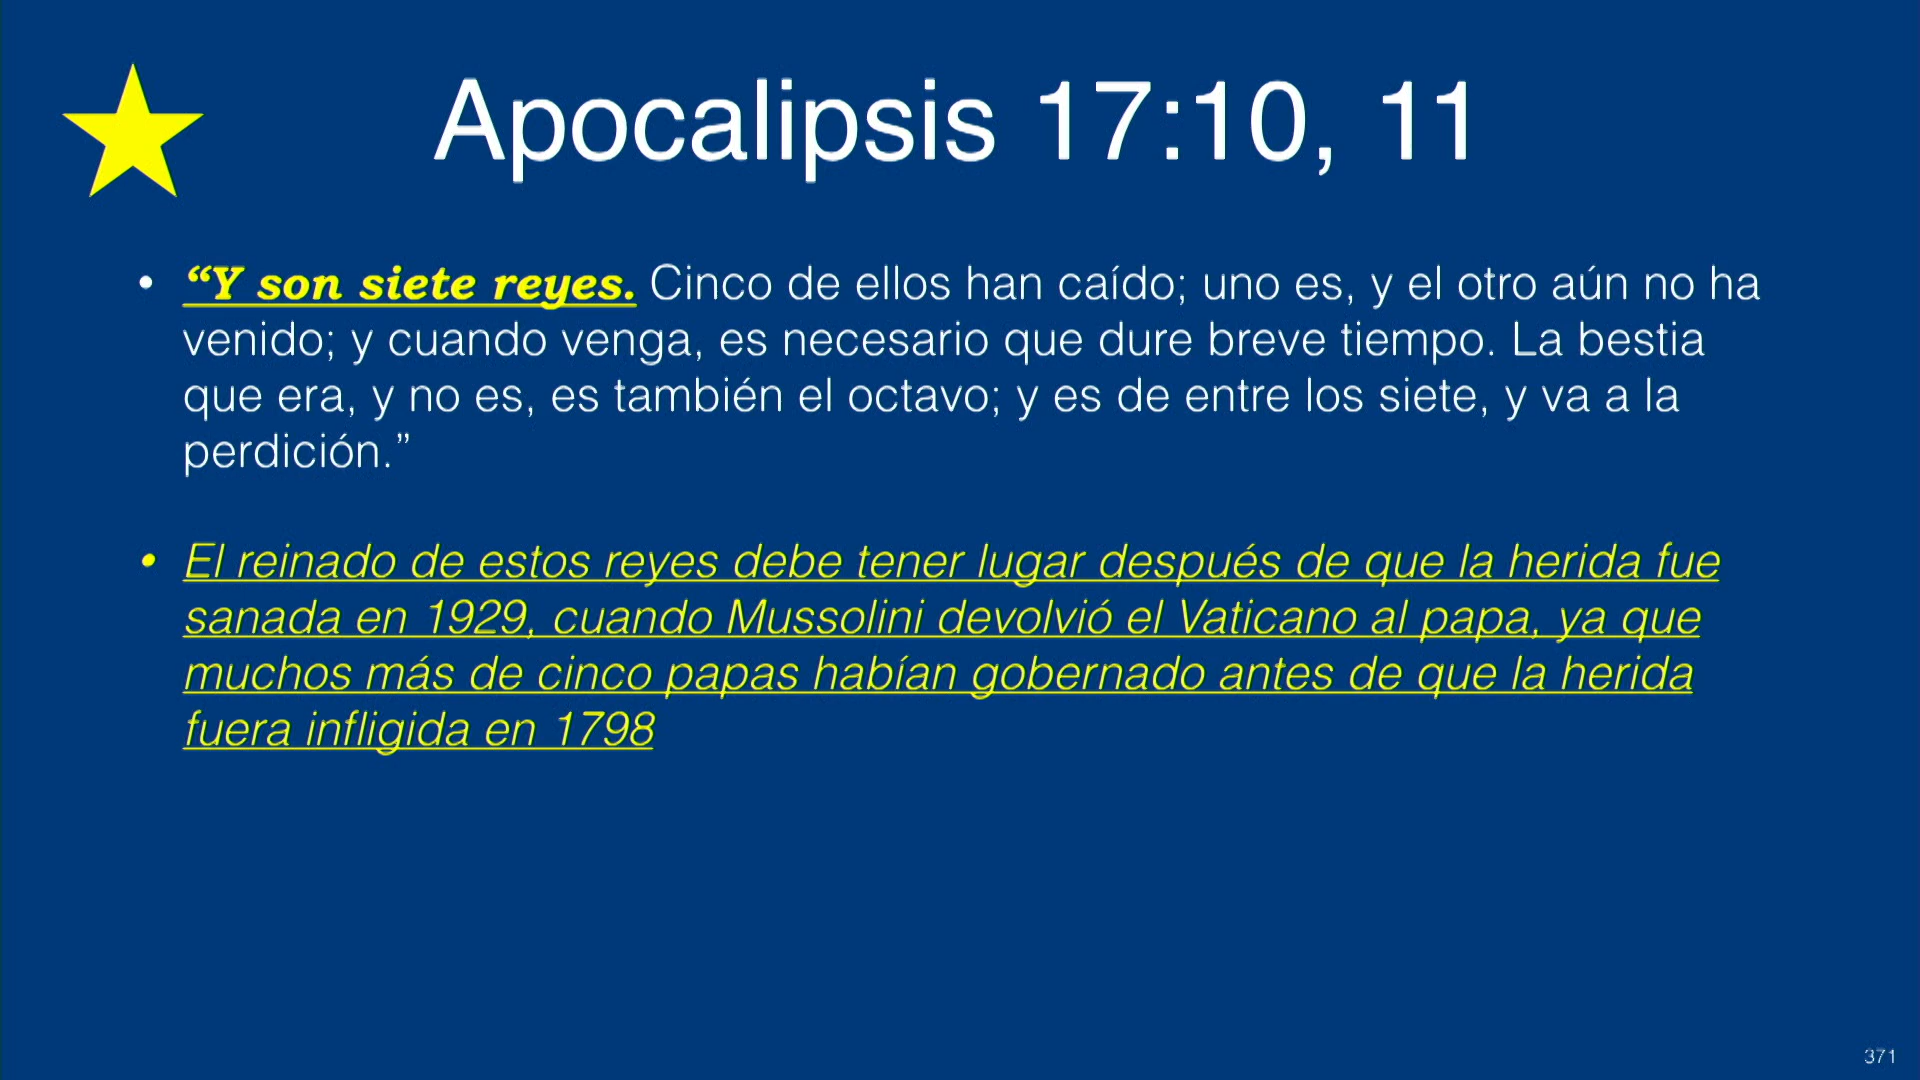 Apocalipsis 17:10, 11
• “Y son siete reyes. Cinco de ellos han caído; uno es, y el otro aún no ha
venido; y cuando venga, es necesario que dure breve tiempo. La bestia
que era, y no es, es también el octavo; y es de entre los siete, y va a la
perdición.”
• El reinado de estos reyes debe tener lugar después de que la herida fue
sanada en 1929, cuando Mussolini devolvió el Vaticano al papa, ya que
muchos más de cinco papas habían gobernado antes de que la herida
fuera infligida en 1798
371